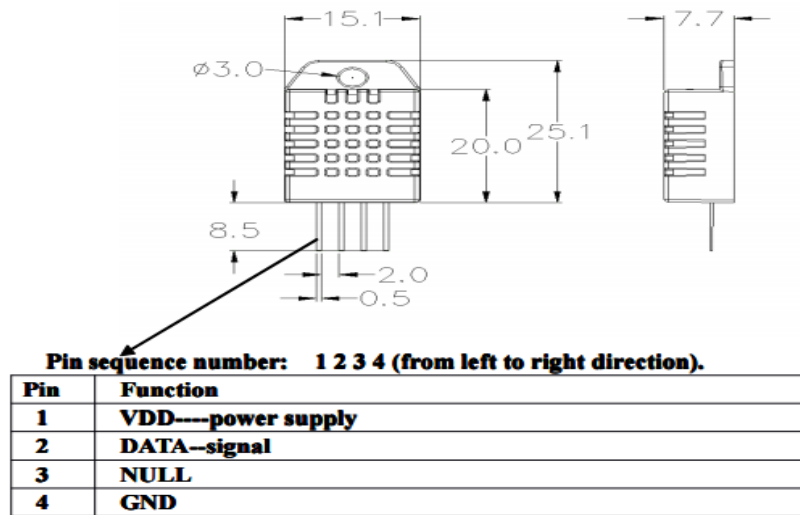 15.1
7.7
ø3.0
20.0
25.1
8.5
2.0
0.5
Pin sequence number: 1 2 3 4 (from left to right direction).
Pin Function
1 VDD----power supply
2 DATA--signal
3 NULL
4 GND